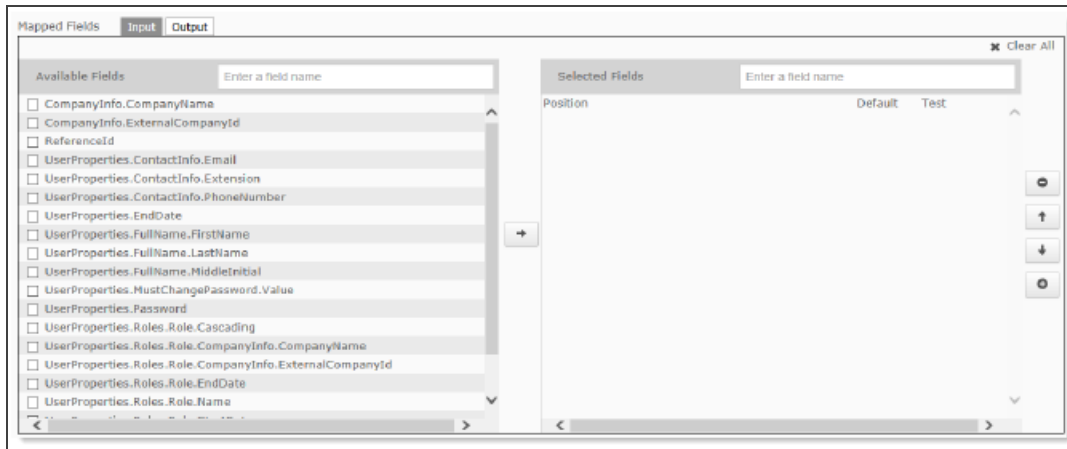 Mapped Fields Input Output
Clear All
Available Fields Enter a field name Selected Fields Enter a field name
CompanyInfo.CompanyName Position Default Test
CompanyInfo.ExternalCompanyId
ReferenceId
UserProperties.ContactInfo.Email
UserProperties.ContactInfo.Extension
UserProperties.ContactInfo.PhoneNumber
UserProperties.EndDate
UserProperties.FullName.FirstName
UserProperties.FullName.LastName
UserProperties.FullName.MiddleInitial
UserProperties.MustChangePassword.Value
UserProperties.Password
UserProperties.Roles.Role.Cascading
UserProperties.Roles.Role.CompanyInfo.CompanyName
UserProperties.Roles.Role.CompanyInfo.ExternalCompanyId
UserProperties.Roles.Role.EndDate
UserProperties.Roles.Role.Name